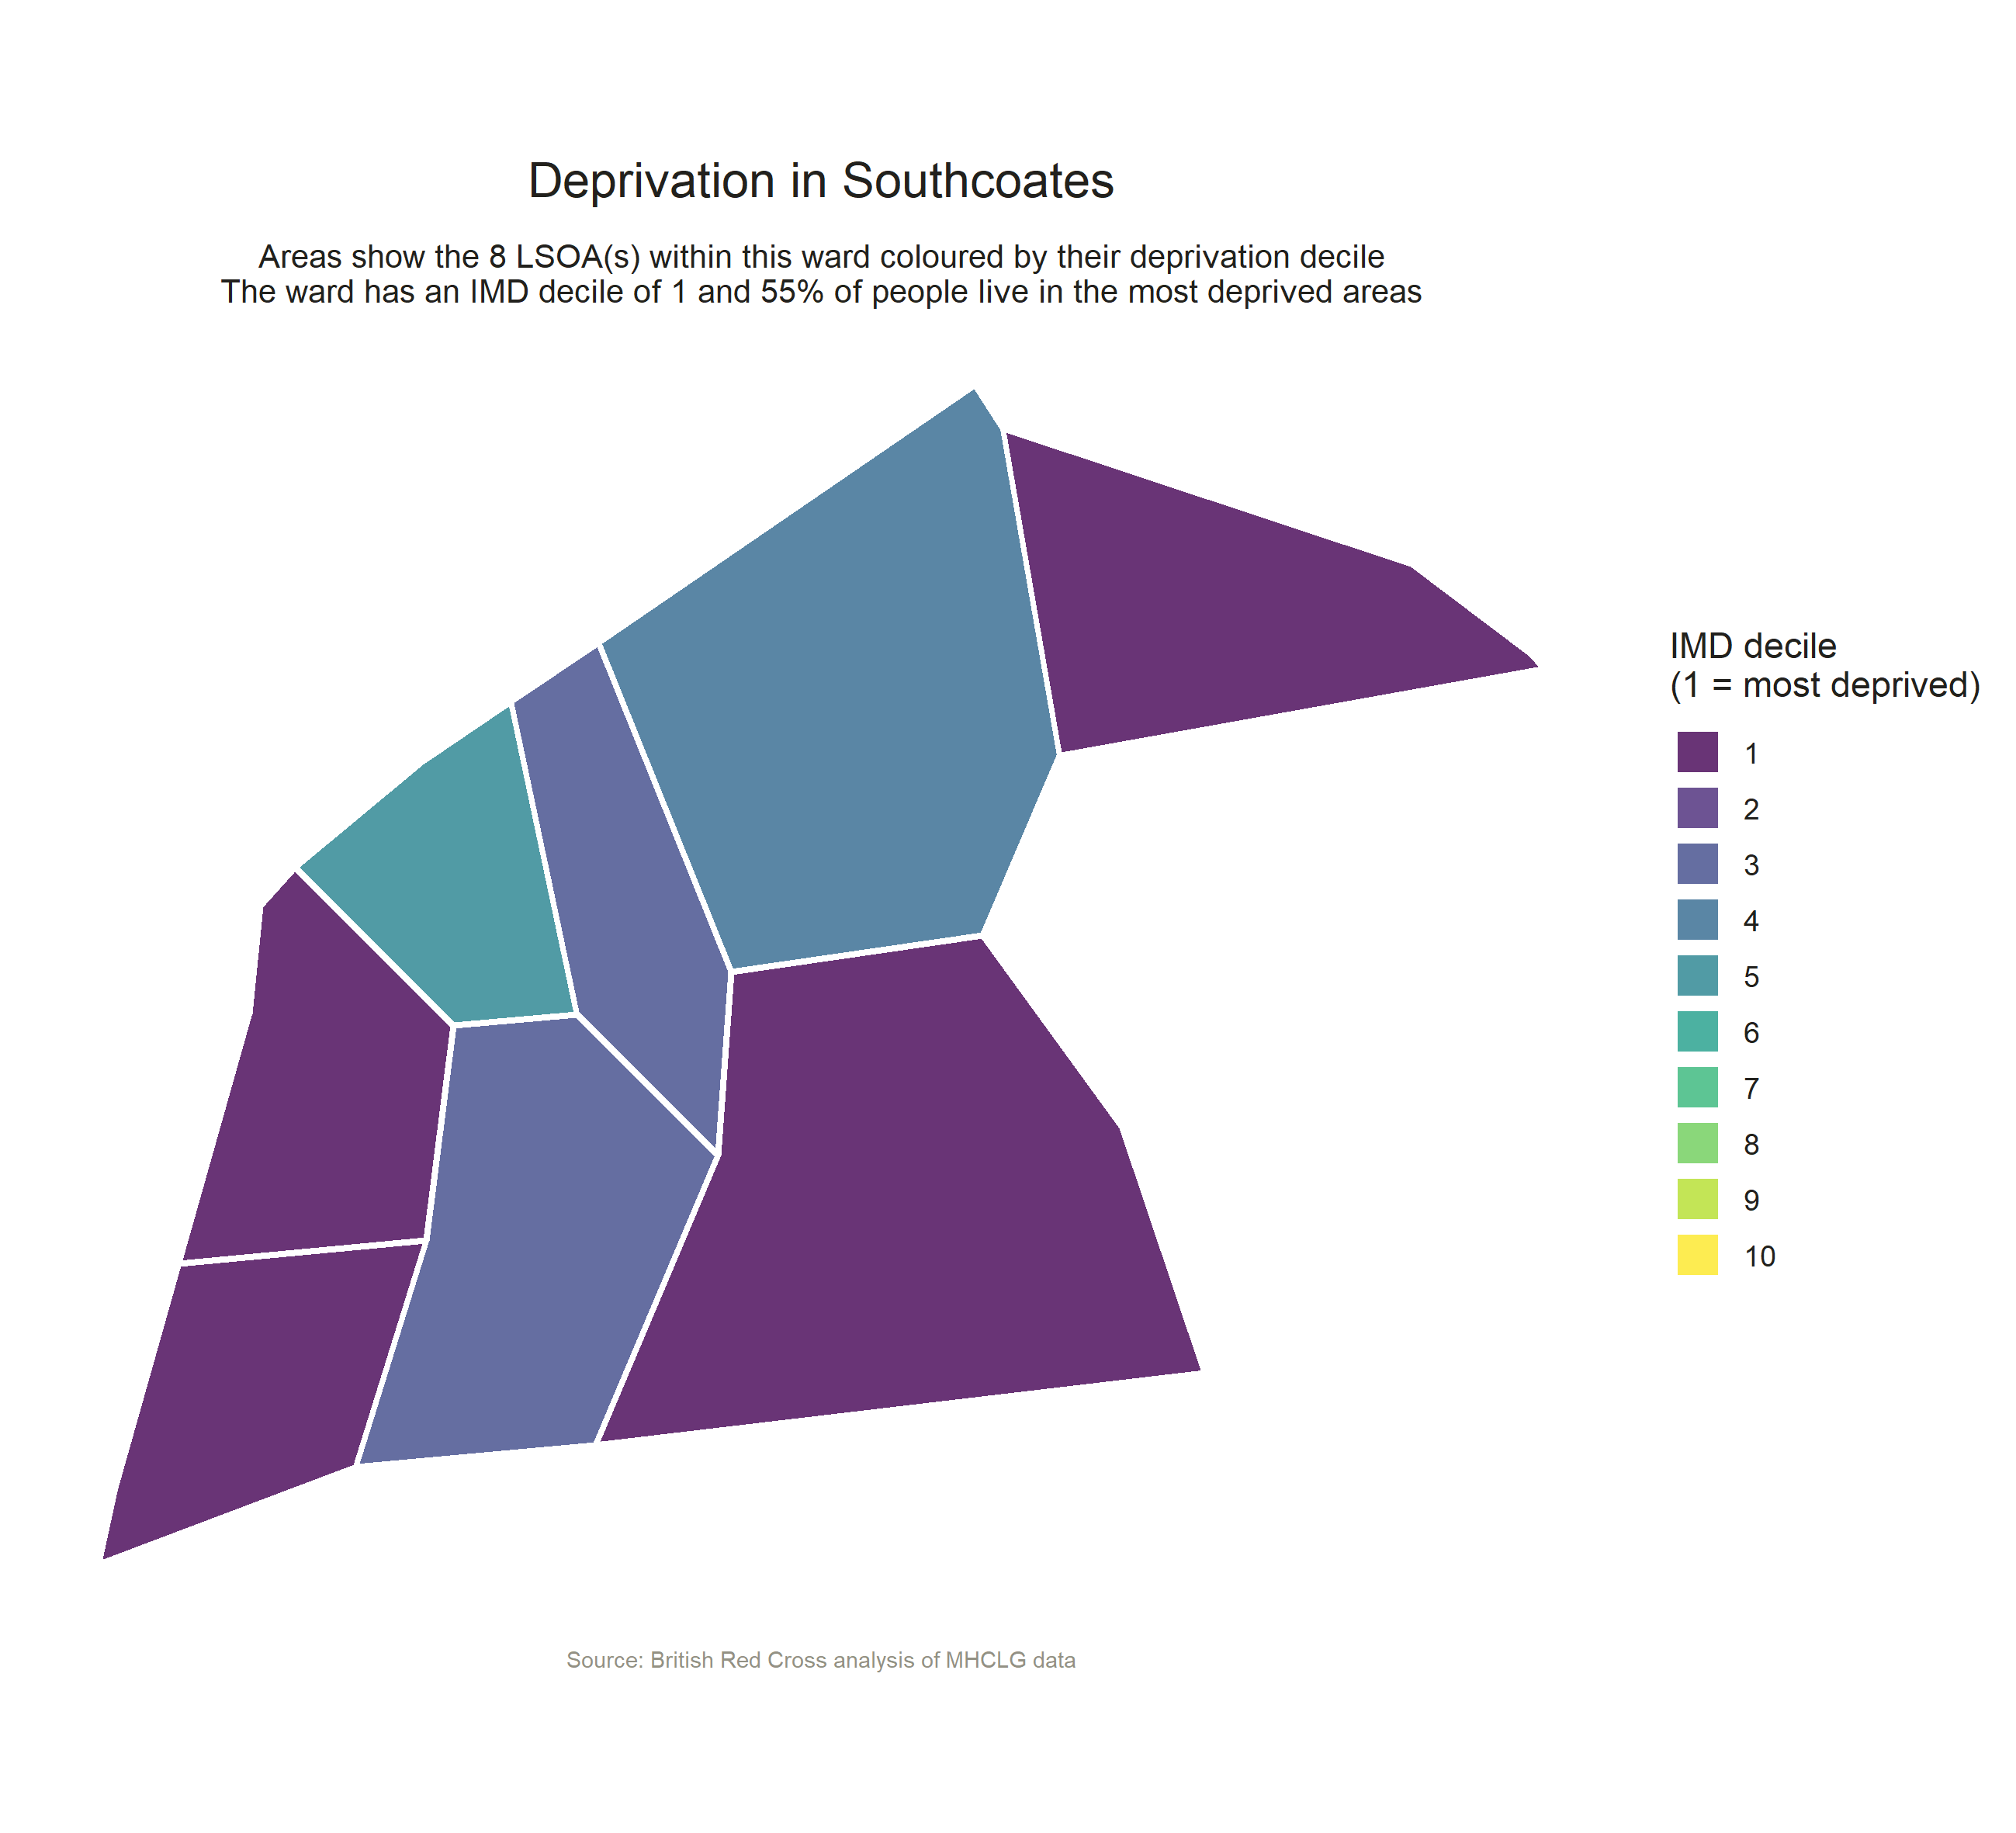 Deprivation in Southcoates
Areas show the 8 LSOA(s) within this ward coloured by their deprivation decile
The ward has an IMD decile of 1 and 55% of people live in the most deprived areas
IMD decile
(1 = most deprived)
1
2
3
4
5
6
7
8
9
10
Source: British Red Cross analysis of MHCLG data